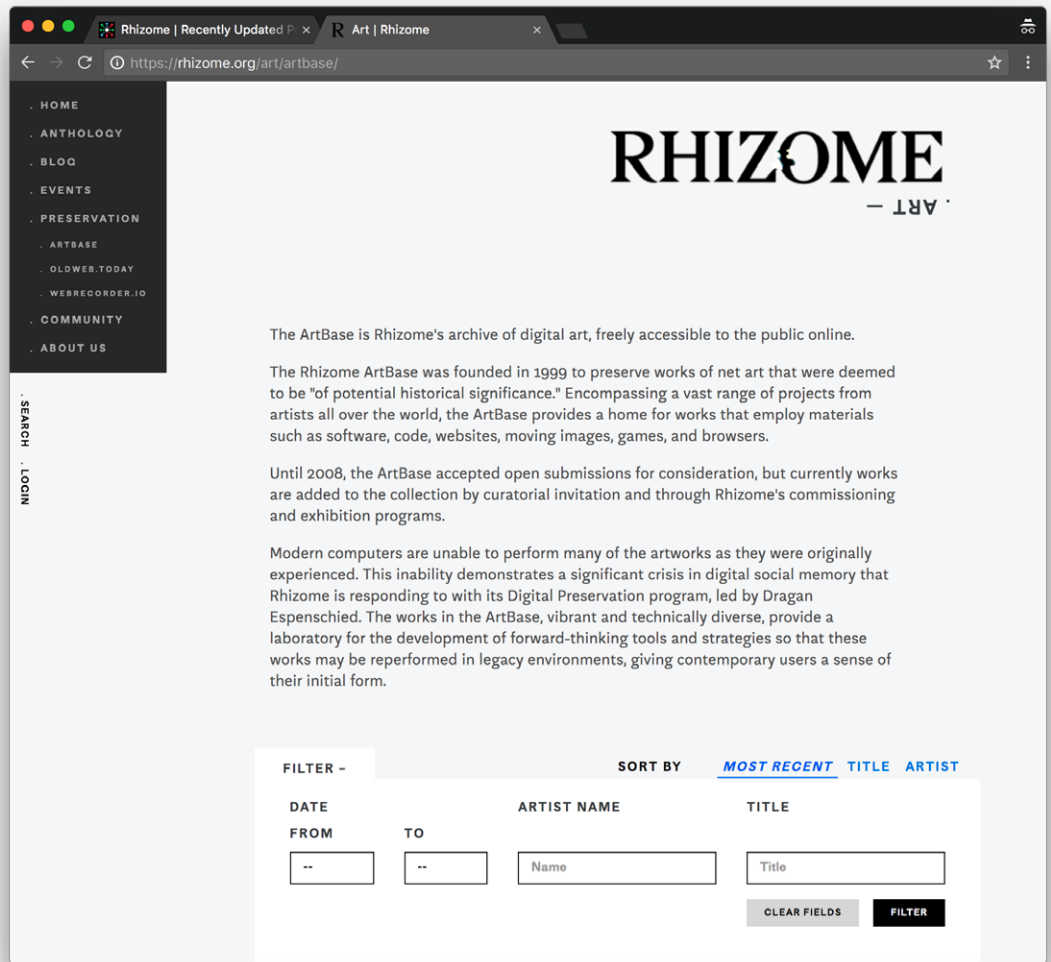 Rhizome | Recently Updated P
Art | Rhizome
https://rhizome.org/art/artbase/
. HOME
. ANTHOLOGY
. BLOG
. EVENTS
. PRESERVATION
. ARTBASE
. OLDWEB.TODAY
. WEBRECORDER.IO
. COMMUNITY
. ABOUT US
. SEARCH
. LOGIN
RHIZOME
. ART —
The ArtBase is Rhizome's archive of digital art, freely accessible to the public online.
The Rhizome ArtBase was founded in 1999 to preserve works of net art that were deemed
to be "of potential historical significance." Encompassing a vast range of projects from
artists all over the world, the ArtBase provides a home for works that employ materials
such as software, code, websites, moving images, games, and browsers.
Until 2008, the ArtBase accepted open submissions for consideration, but currently works
are added to the collection by curatorial invitation and through Rhizome's commissioning
and exhibition programs.
Modern computers are unable to perform many of the artworks as they were originally
experienced. This inability demonstrates a significant crisis in digital social memory that
Rhizome is responding to with its Digital Preservation program, led by Dragan
Espenschied. The works in the ArtBase, vibrant and technically diverse, provide a
laboratory for the development of forward-thinking tools and strategies so that these
works may be reperformed in legacy environments, giving contemporary users a sense of
their initial form.
FILTER –
SORT BY MOST RECENT TITLE ARTIST
DATE ARTIST NAME TITLE
FROM TO
-- -- Name Title
CLEAR FIELDS FILTER